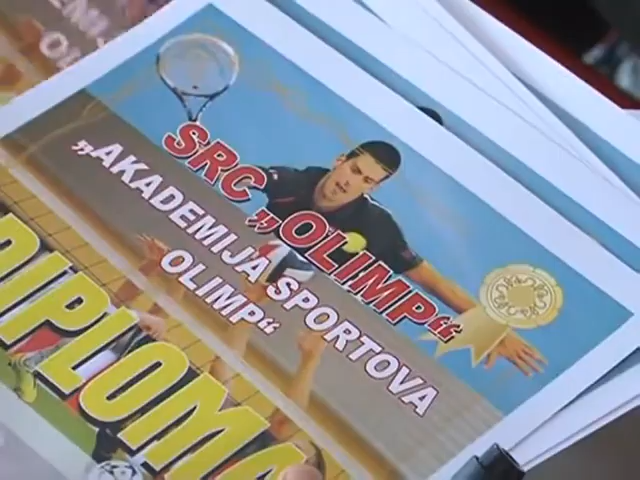 SRC „OLIMP“
„AKADEMIJA SPORTOVA
OLIMP“
DIPLOMA